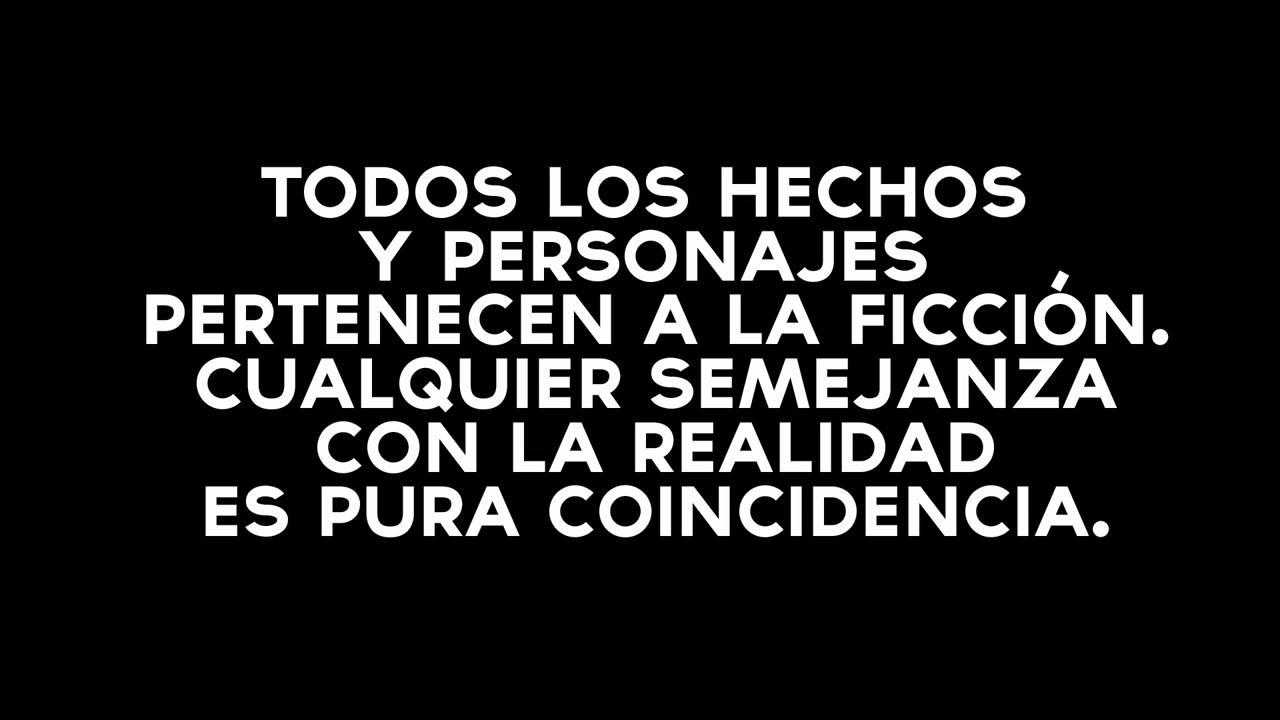 TODOS LOS HECHOS
Y PERSONAJES
PERTENECEN A LA FICCIÓN.
CUALQUIER SEMEJANZA
CON LA REALIDAD
ES PURA COINCIDENCIA.